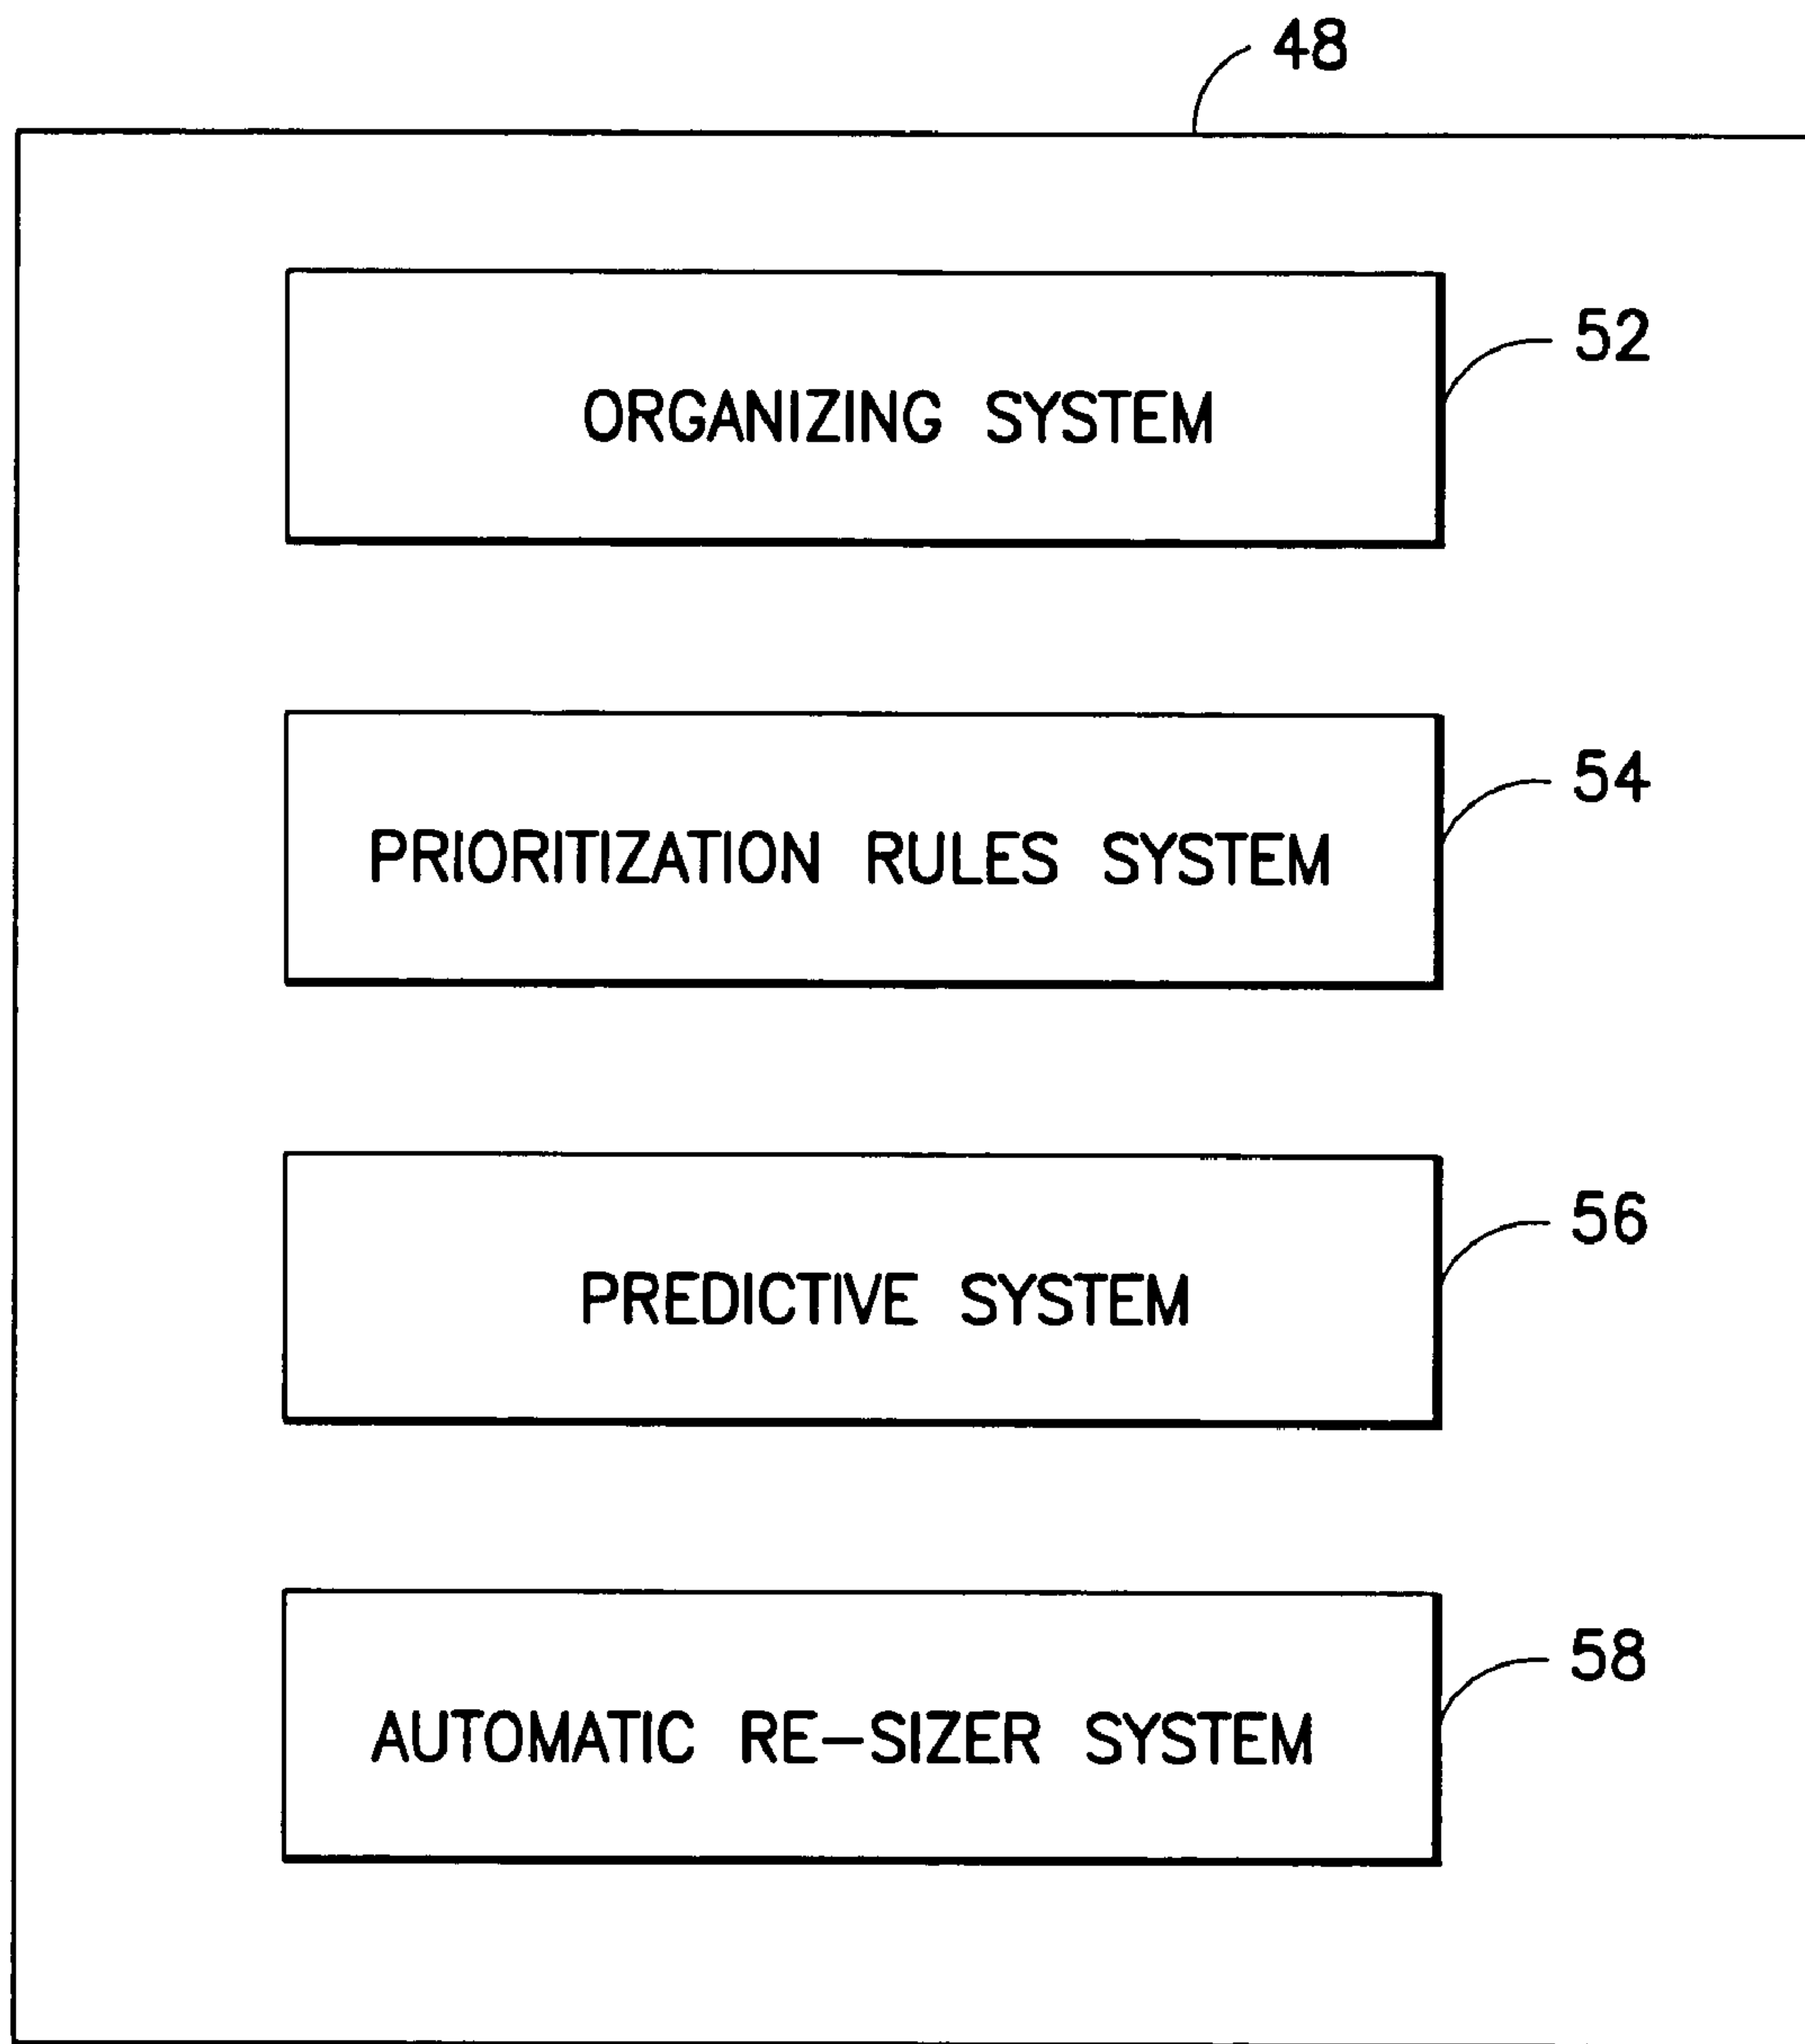 48
ORGANIZING SYSTEM
52
PRIORITIZATION RULES SYSTEM
54
PREDICTIVE SYSTEM
56
AUTOMATIC RE-SIZER SYSTEM
58